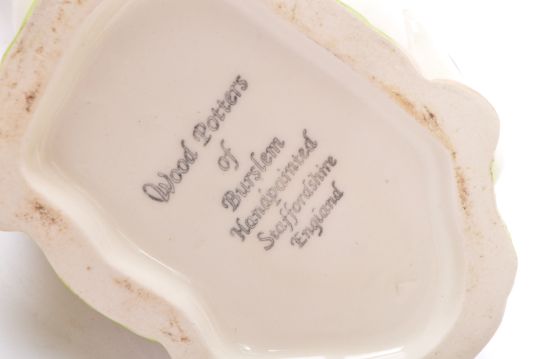 Wood Potters
of
Burslem
Handpainted
Staffordshire
England